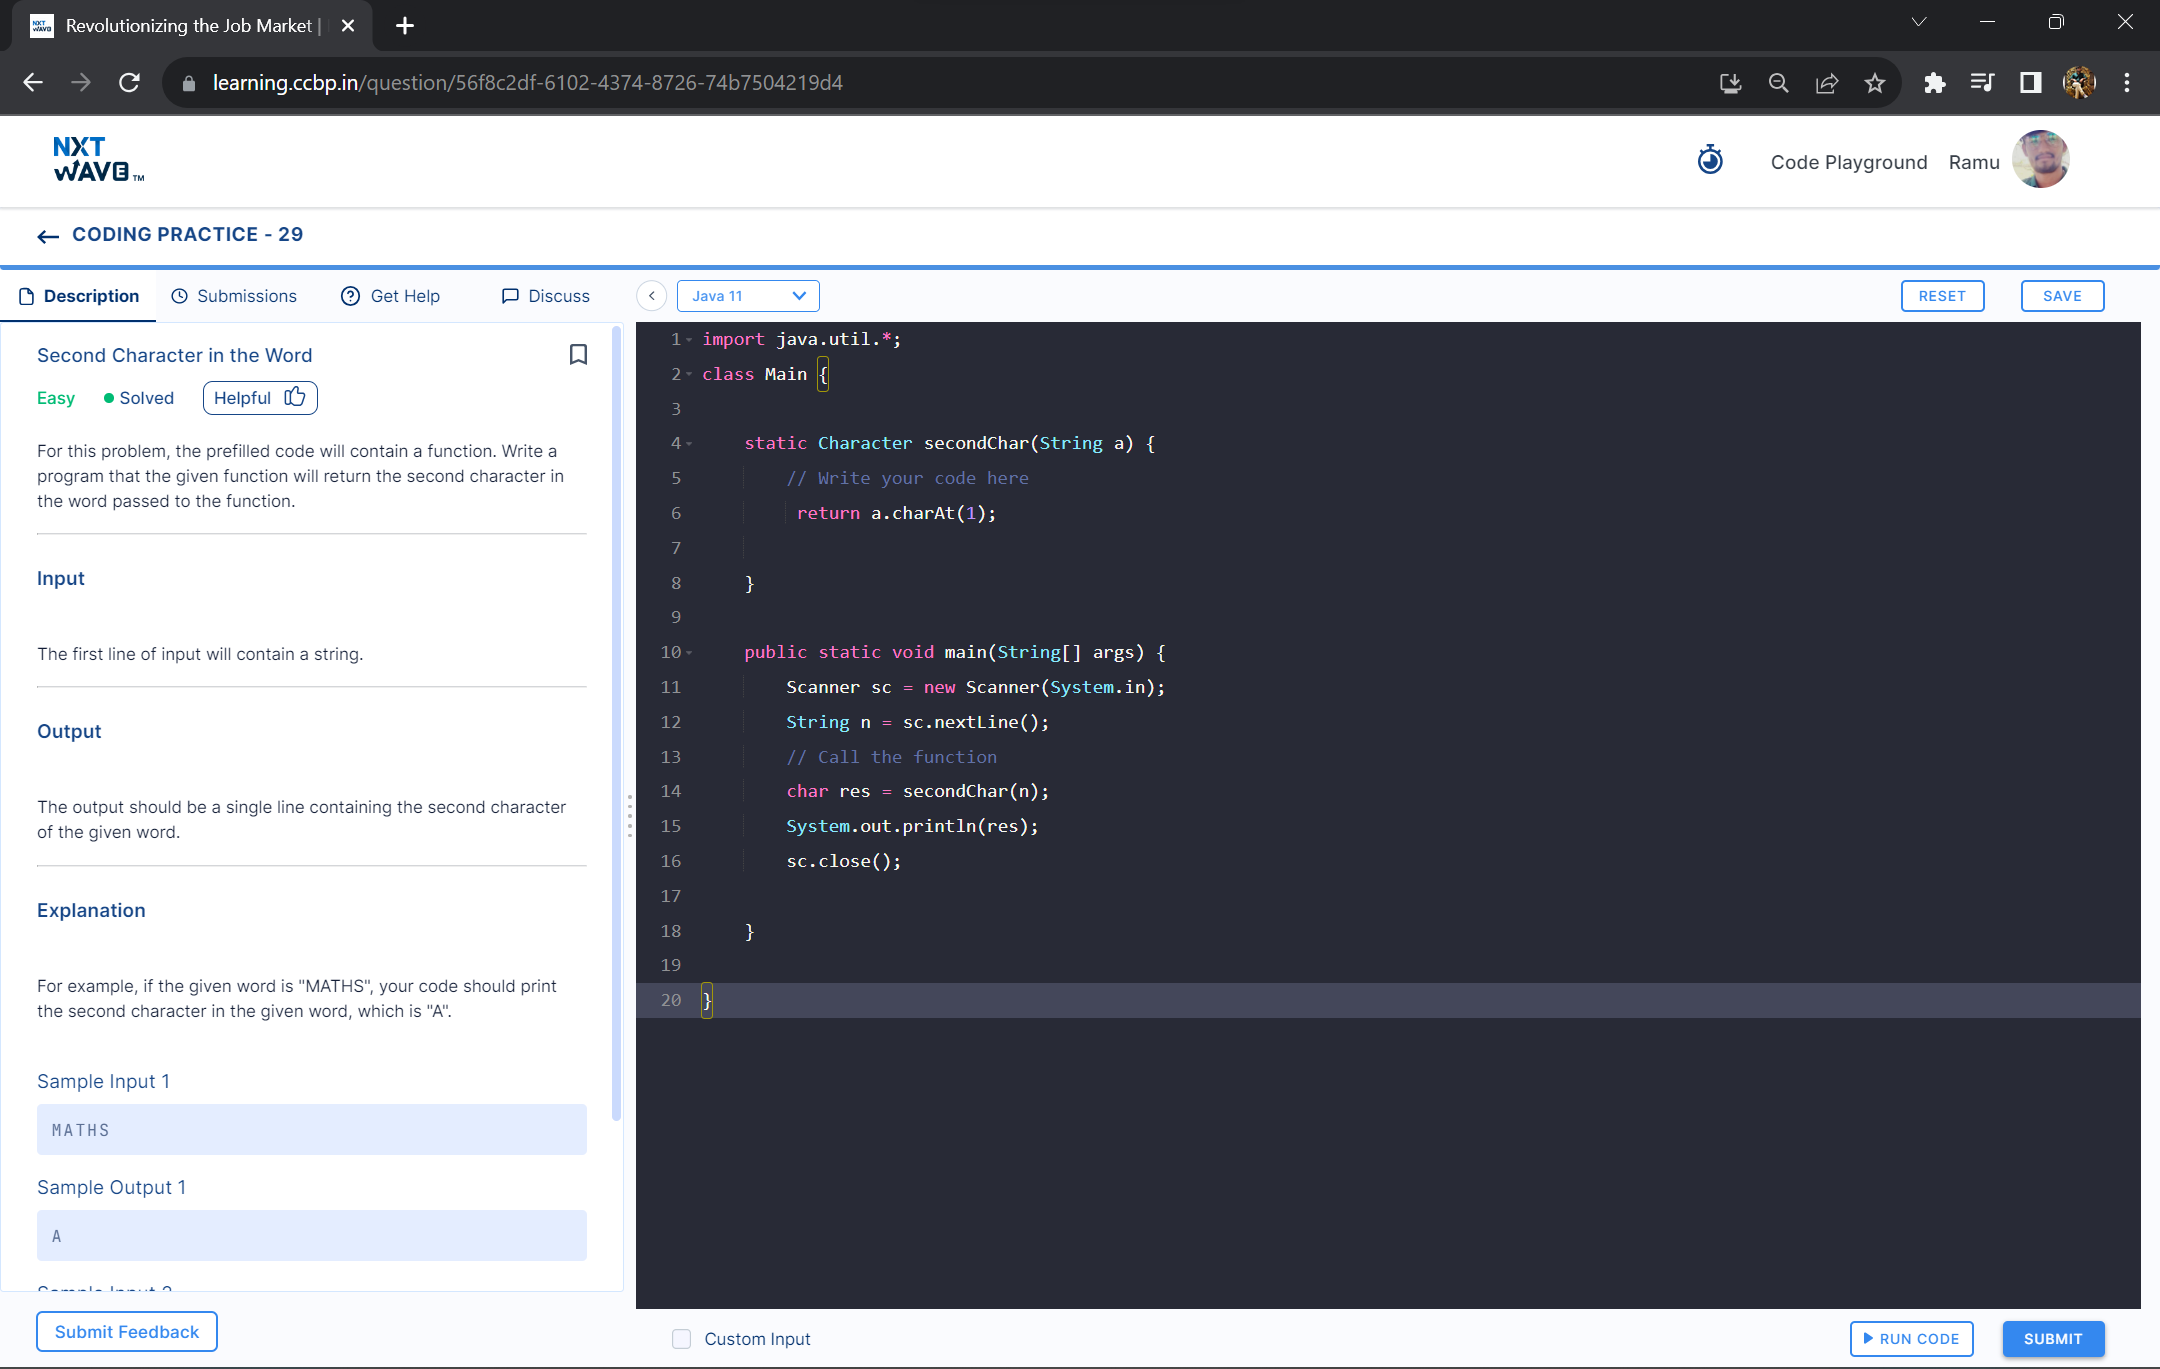 Revolutionizing the Job Market |
learning.ccbp.in/question/56f8c2df-6102-4374-8726-74b7504219d4
NXT
WAVE TM
Code Playground Ramu
CODING PRACTICE - 29
Description Submissions Get Help Discuss
Java 11
RESET SAVE
Second Character in the Word
Easy Solved Helpful
For this problem, the prefilled code will contain a function. Write a
program that the given function will return the second character in
the word passed to the function.
Input
The first line of input will contain a string.
Output
The output should be a single line containing the second character
of the given word.
Explanation
For example, if the given word is "MATHS", your code should print
the second character in the given word, which is "A".
Sample Input 1
MATHS
Sample Output 1
A
Sample Input 2
Submit Feedback
1 import java.util.*;
2 class Main {
3
4 static Character secondChar(String a) {
5 // Write your code here
6 return a.charAt(1);
7
8 }
9
10 public static void main(String[] args) {
11 Scanner sc = new Scanner(System.in);
12 String n = sc.nextLine();
13 // Call the function
14 char res = secondChar(n);
15 System.out.println(res);
16 sc.close();
17
18 }
19
20 }
Custom Input
RUN CODE SUBMIT